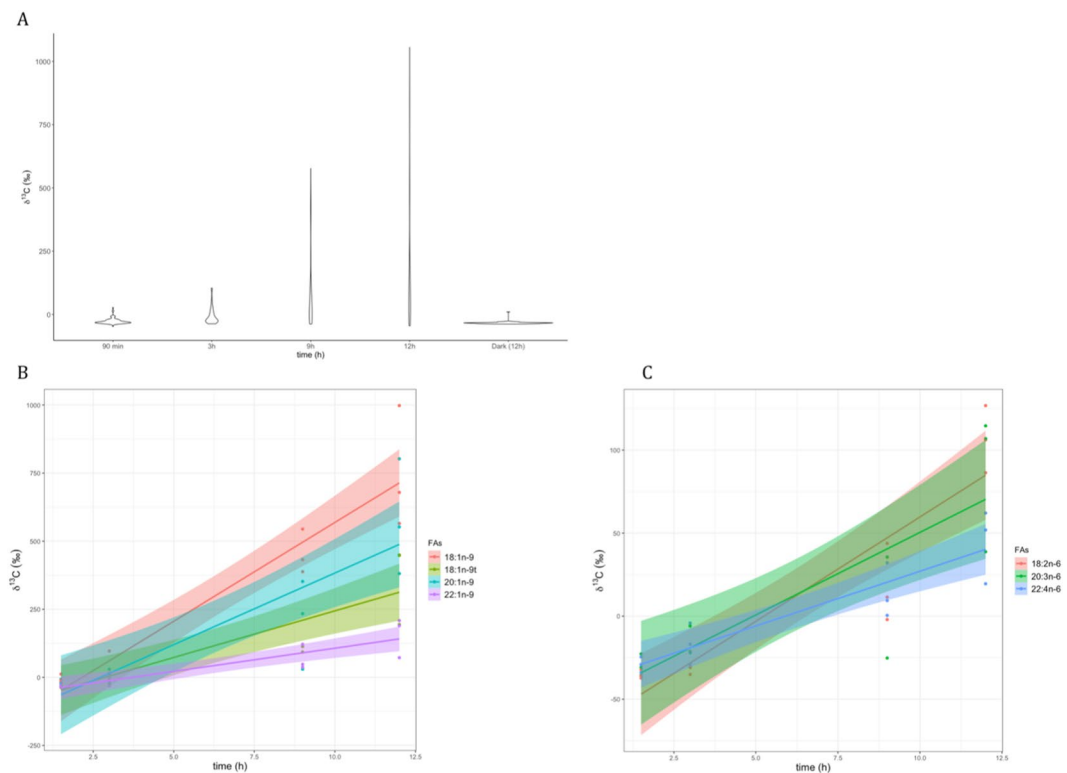 A
1000
750
500
250
0
δ¹³C (‰)
90 min
3h
9h
12h
Dark (12h)
time (h)
B
1000
750
500
250
0
-250
δ¹³C (‰)
2.5
5.0
7.5
10.0
12.5
time (h)
FAs
18:1n-9
18:1n-9t
20:1n-9
22:1n-9
C
100
50
0
-50
δ¹³C (‰)
2.5
5.0
7.5
10.0
12.5
time (h)
FAs
18:2n-6
20:3n-6
22:4n-6